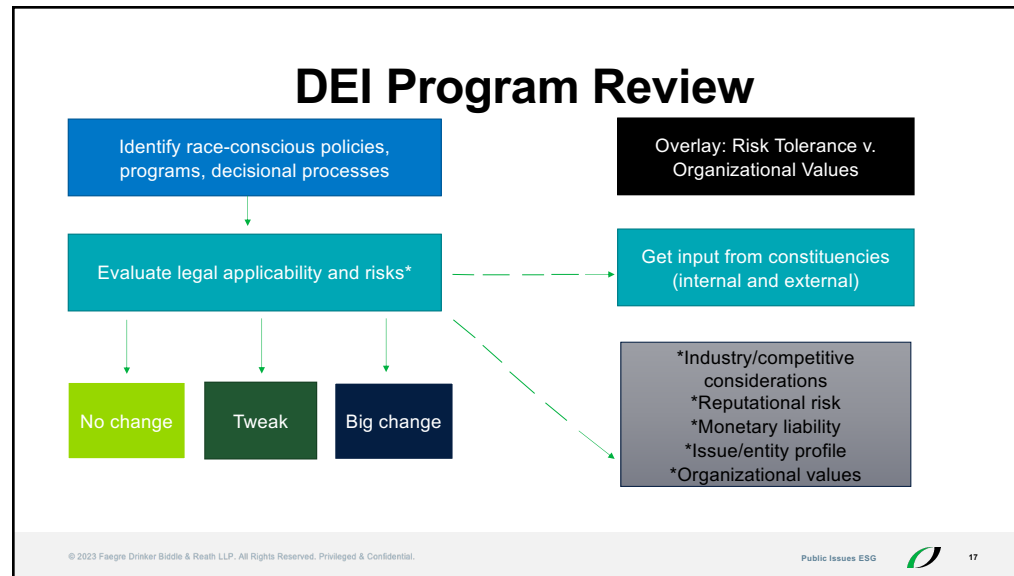 DEI Program Review
Identify race-conscious policies,
programs, decisional processes
Overlay: Risk Tolerance v.
Organizational Values
Evaluate legal applicability and risks*
Get input from constituencies
(internal and external)
No change
Tweak
Big change
*Industry/competitive
considerations
*Reputational risk
*Monetary liability
*Issue/entity profile
*Organizational values
© 2023 Faegre Drinker Biddle & Reath LLP. All Rights Reserved. Privileged & Confidential.
Public Issues ESG
17